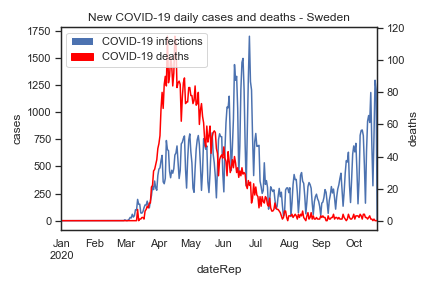 New COVID-19 daily cases and deaths - Sweden
COVID-19 infections
COVID-19 deaths
1750
1500
1250
1000
750
500
250
0
cases
120
100
80
60
40
20
0
deaths
Jan Feb Mar Apr May Jun Jul Aug Sep Oct
2020
dateRep